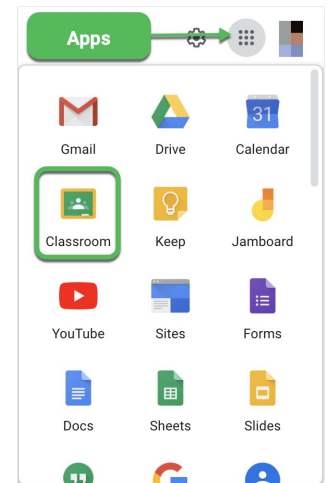 Apps
31
Gmail Drive Calendar
Classroom Keep Jamboard
YouTube Sites Forms
Docs Sheets Slides